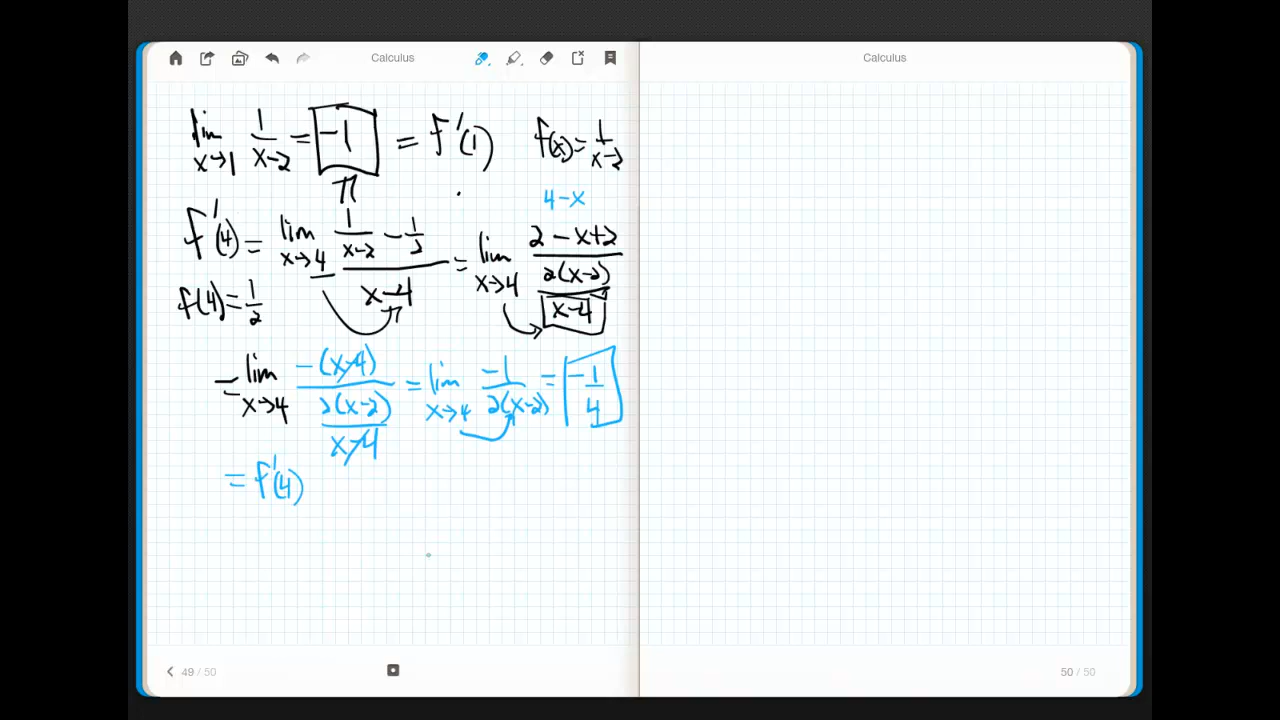 Calculus
Calculus
lim x→1 1/(x-2) = -1 = f'(1) f(x) = 1/(x-2)
π
4-x
f'(4) = lim x→4 (1/(x-2) - 1/2)/(x-4) = lim x→4 ((2-x+2)/(2(x-2)))/(x-4)
f(4) = 1/2
= lim x→4 (-(x-4)/(2(x-2)))/(x-4) = lim x→4 -1/(2(x-2)) = -1/4
= f'(4)
49 / 50
50 / 50